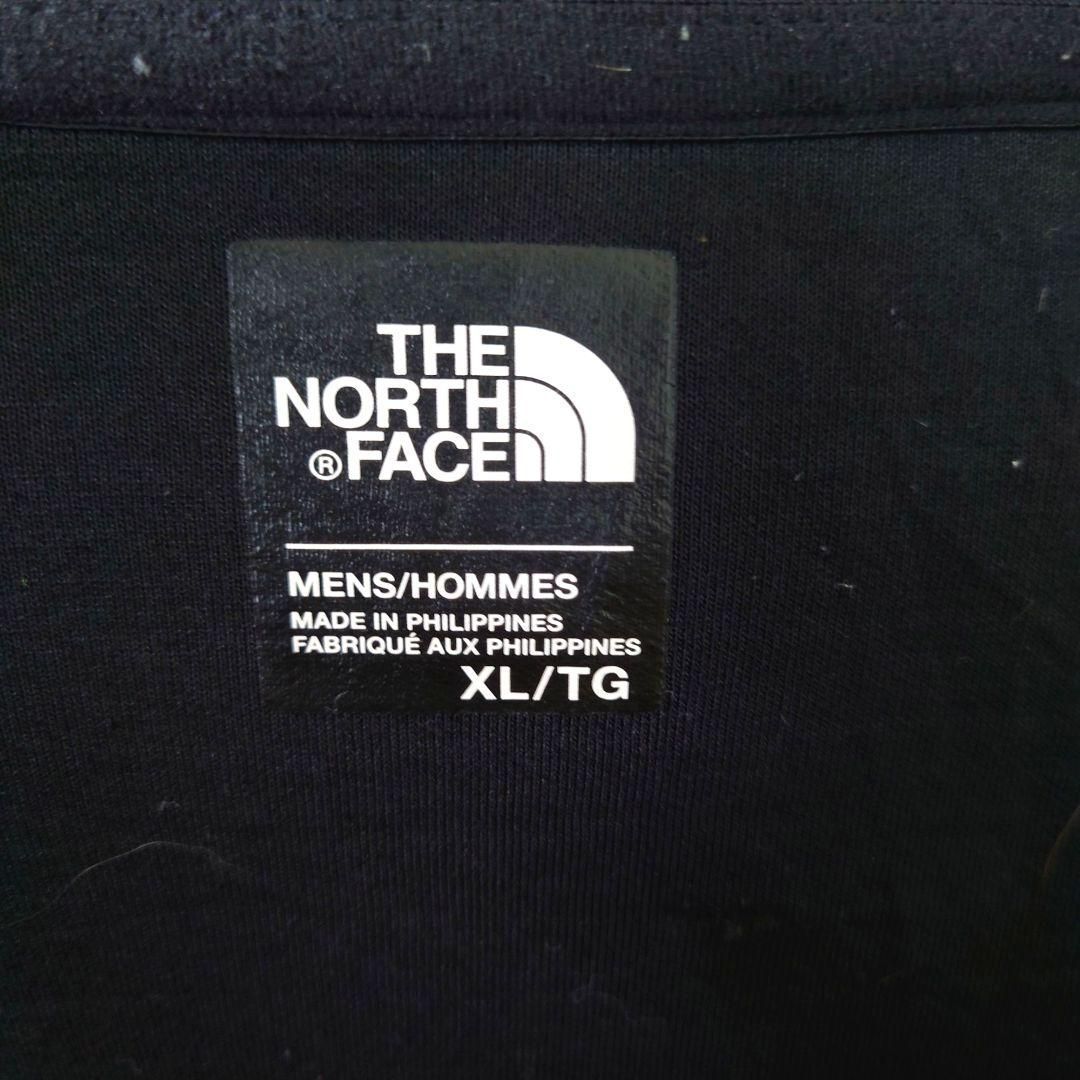 THE
NORTH
®FACE
MENS/HOMMES
MADE IN PHILIPPINES
FABRIQUÉ AUX PHILIPPINES
XL/TG